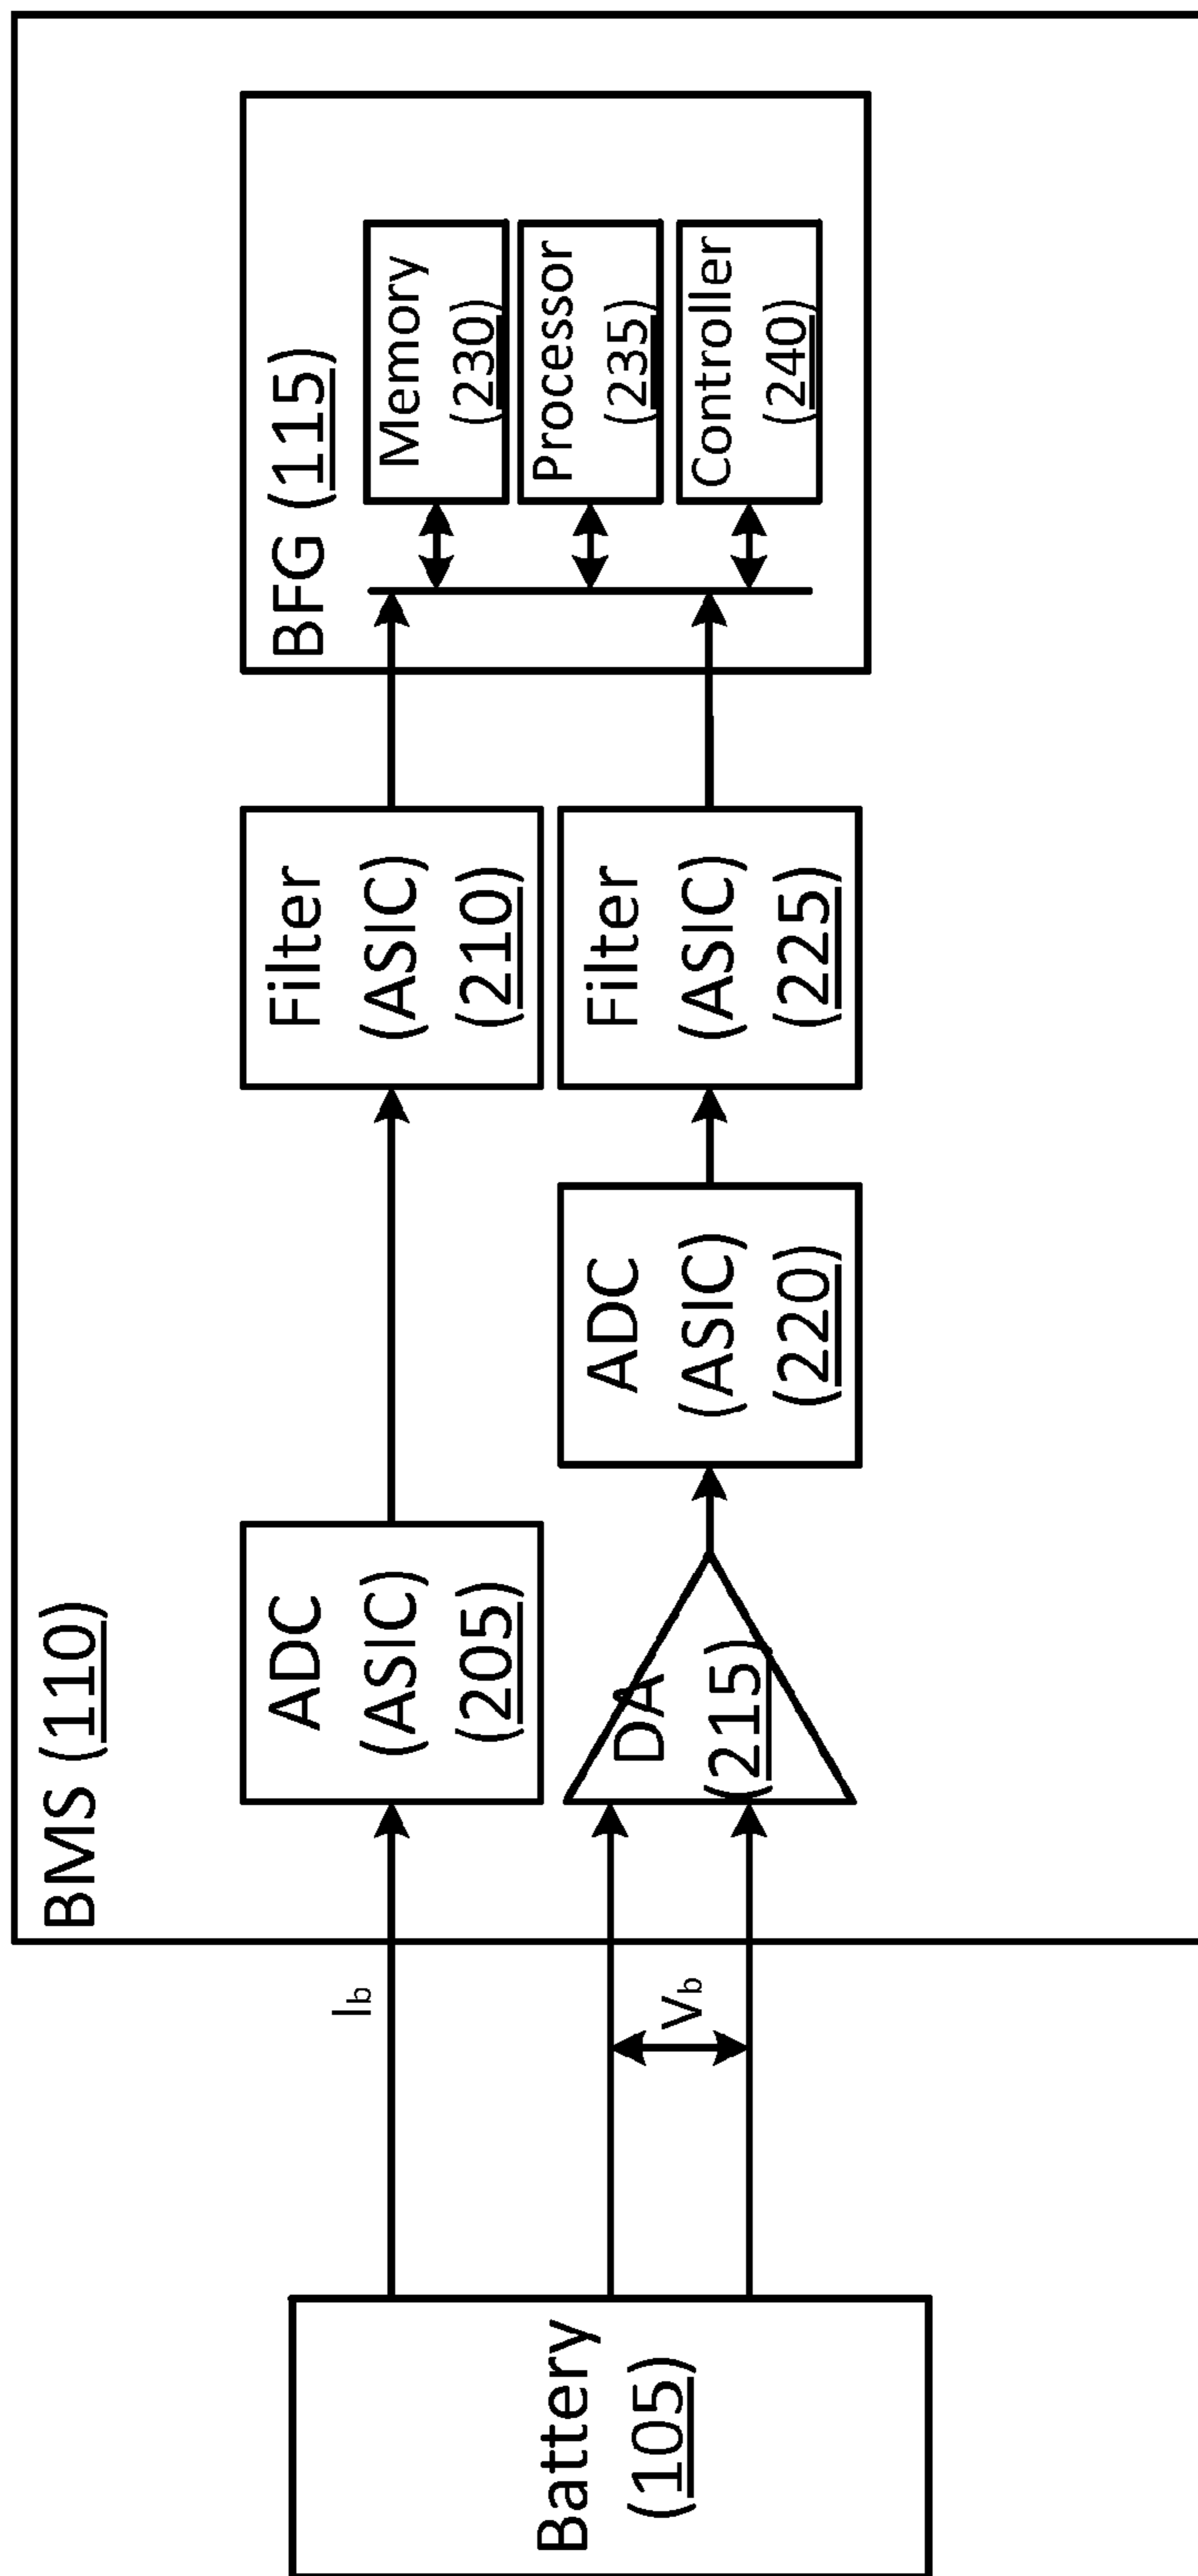 BMS (110)
BFG (115)
Battery
(105)
Ib
Vb
ADC
(ASIC)
(205)
Filter
(ASIC)
(210)
DA
(215)
ADC
(ASIC)
(220)
Filter
(ASIC)
(225)
Memory
(230)
Processor
(235)
Controller
(240)